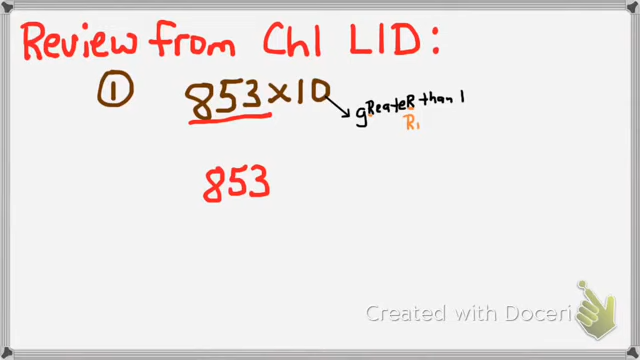 Review from Ch1 L1D:
① 853 × 10
greateR than 1
R1
853
Created with Doceri